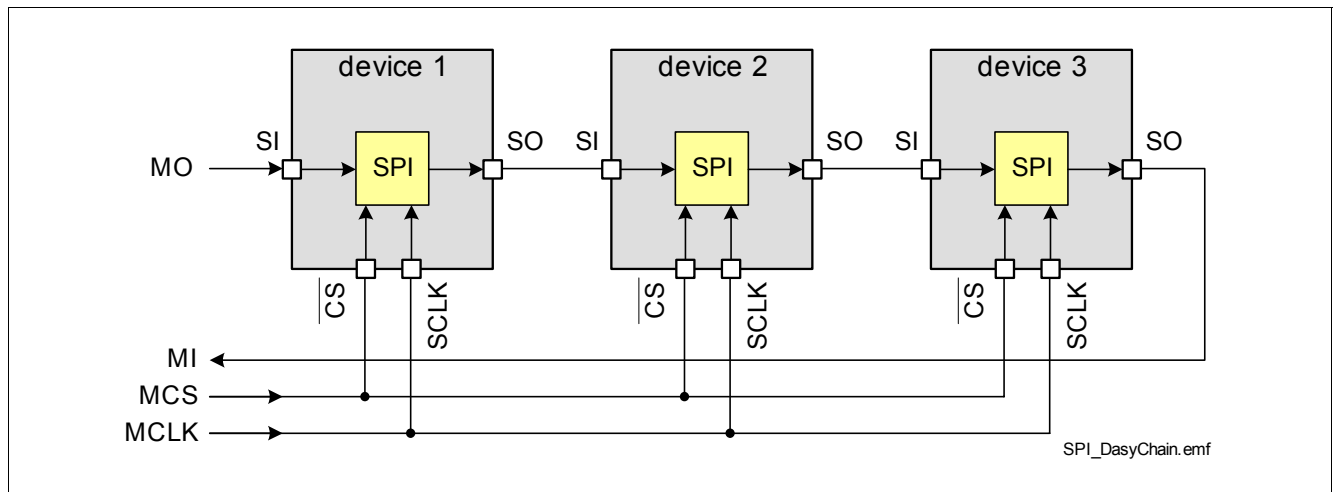 device 1
device 2
device 3
MO
SI
SPI
SO
SI
SPI
SO
SI
SPI
SO
CS
SCLK
CS
SCLK
CS
SCLK
MI
MCS
MCLK
SPI_DasyChain.emf